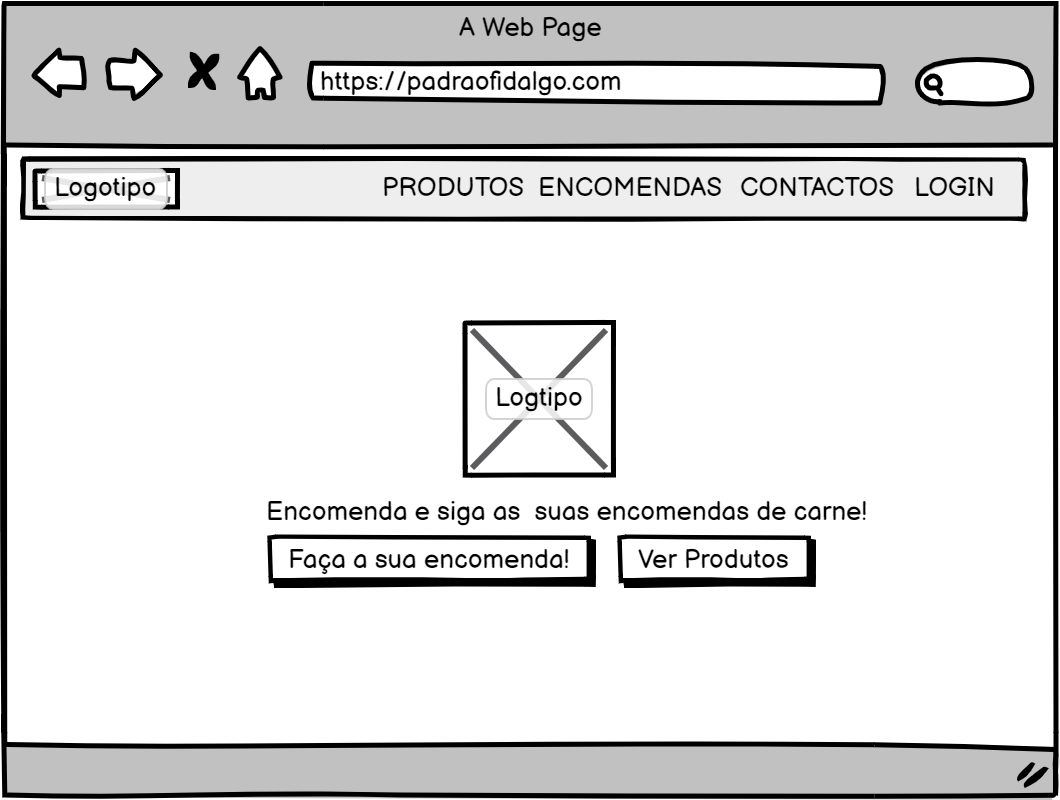 A Web Page
https://padraofidalgo.com
Logotipo PRODUTOS ENCOMENDAS CONTACTOS LOGIN
Logtipo
Encomenda e siga as  suas encomendas de carne!
Faça a sua encomenda! Ver Produtos